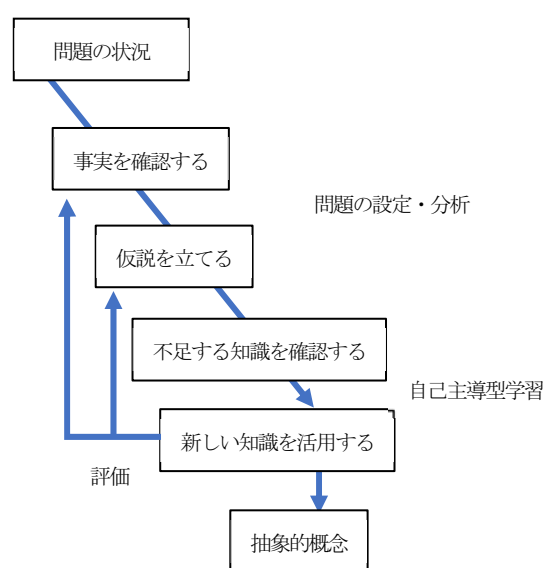 問題の状況
事実を確認する
問題の設定・分析
仮説を立てる
不足する知識を確認する
自己主導型学習
新しい知識を活用する
評価
抽象的概念